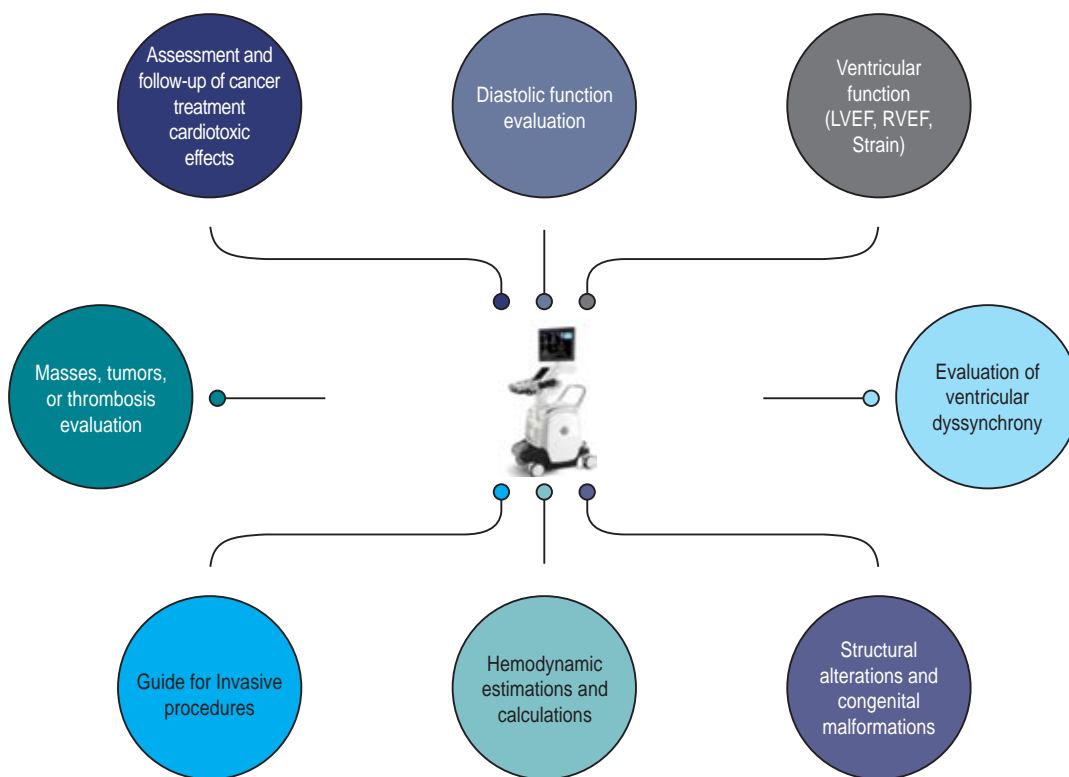 Assessment and
follow-up of cancer
treatment
cardiotoxic
effects
Diastolic function
evaluation
Ventricular
function
(LVEF, RVEF,
Strain)
Masses, tumors,
or thrombosis
evaluation
Evaluation of
ventricular
dyssynchrony
Guide for Invasive
procedures
Hemodynamic
estimations and
calculations
Structural
alterations and
congenital
malformations